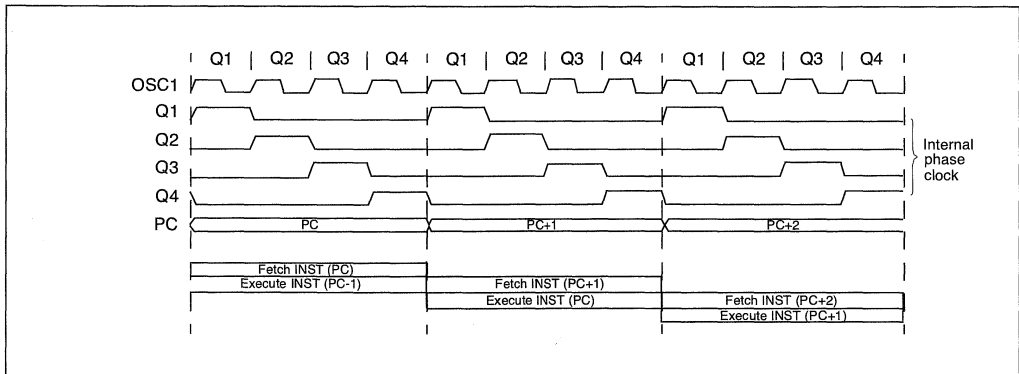 Q1 | Q2 | Q3 | Q4 | Q1 | Q2 | Q3 | Q4 | Q1 | Q2 | Q3 | Q4
OSC1
Q1
Q2
Q3
Q4
Internal
phase
clock
PC
PC
PC+1
PC+2
Fetch INST (PC)
Execute INST (PC-1)
Fetch INST (PC+1)
Execute INST (PC)
Fetch INST (PC+2)
Execute INST (PC+1)